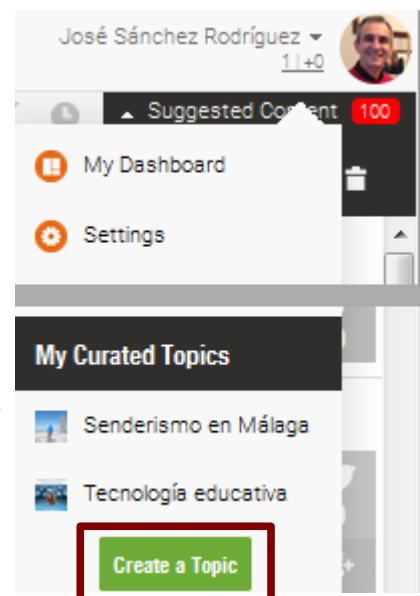 José Sánchez Rodríguez
1 | +0
Suggested Content 100
My Dashboard
Settings
My Curated Topics
Senderismo en Málaga
Tecnología educativa
Create a Topic